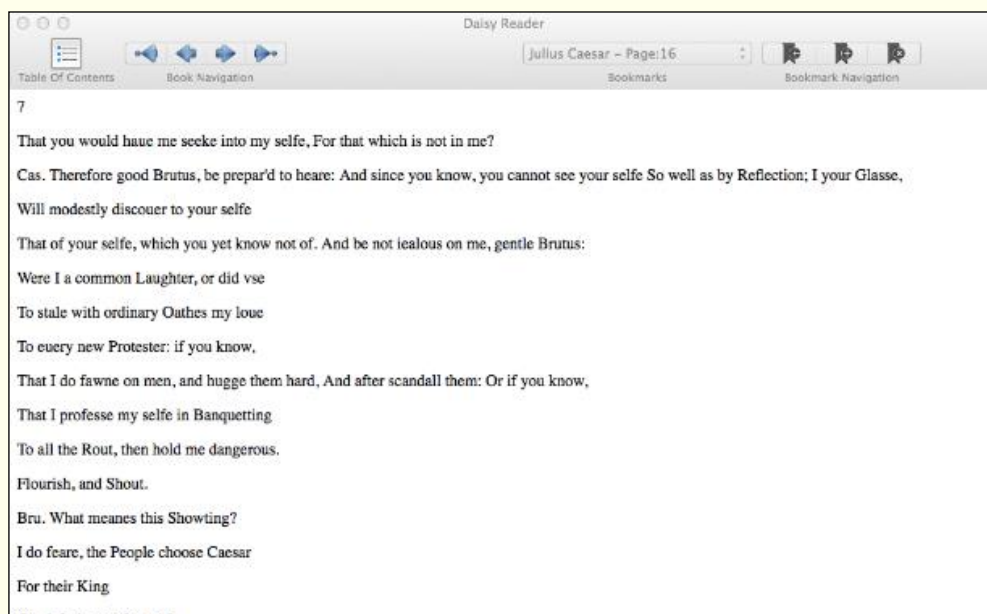 Daisy Reader
Julius Caesar – Page:16
Table Of Contents Book Navigation Bookmarks Bookmark Navigation
7
That you would haue me seeke into my selfe, For that which is not in me?
Cas. Therefore good Brutus, be prepar'd to heare: And since you know, you cannot see your selfe So well as by Reflection; I your Glasse,
Will modestly discouer to your selfe
That of your selfe, which you yet know not of. And be not iealous on me, gentle Brutus:
Were I a common Laughter, or did vse
To stale with ordinary Oathes my loue
To euery new Protester: if you know,
That I do fawne on men, and hugge them hard, And after scandall them: Or if you know,
That I professe my selfe in Banquetting
To all the Rout, then hold me dangerous.
Flourish, and Shout.
Bru. What meanes this Showting?
I do feare, the People choose Caesar
For their King